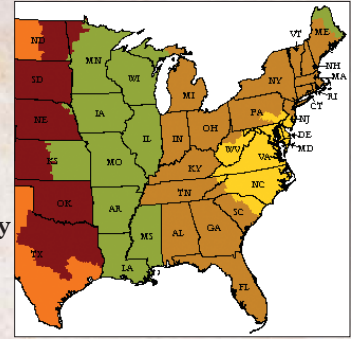 VT
ME
ND
MN
NH
MA
SD
WI
NY
RI
MI
CT
NE
IA
PA
NJ
IL
IN
OH
DE
WV
MD
KS
MO
VA
KY
NC
TN
OK
AR
SC
y
MS
AL
GA
TX
LA
FL